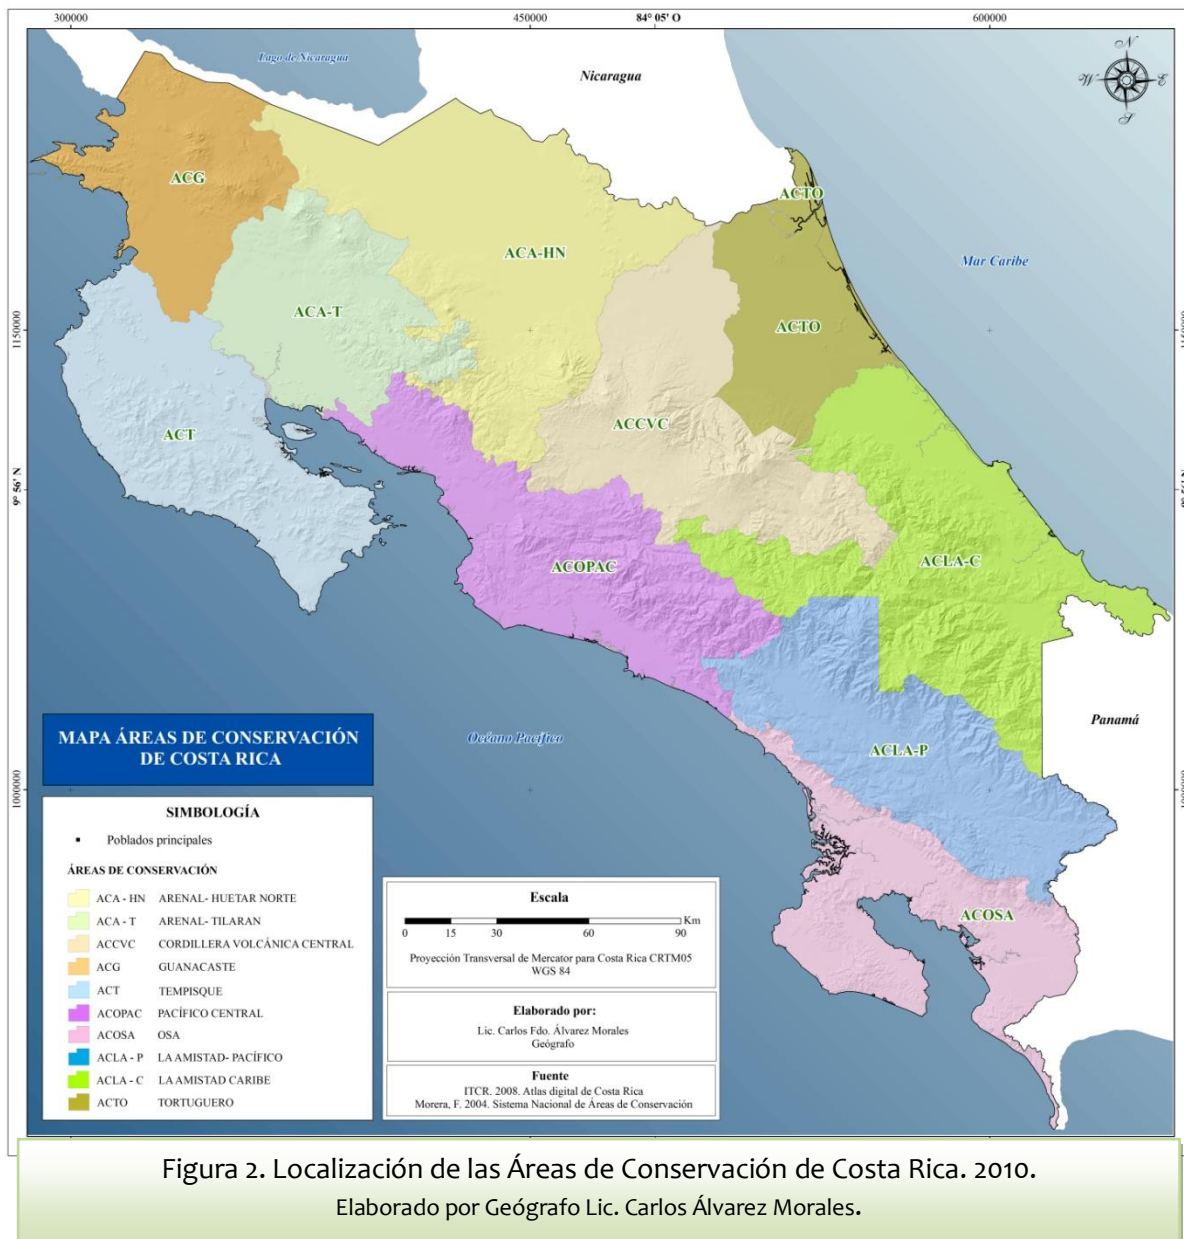 300000
450000
84° 05' O
600000
Lago de Nicaragua
Nicaragua
N
W
E
S
ACG
ACTO
ACA-HN
Mar Caribe
ACA-T
ACTO
1150000
1150000
ACT
ACCVC
9° 56' N
9° 56' N
ACOPAC
ACLA-C
Panamá
Océano Pacífico
ACLA-P
1000000
1000000
ACOSA
MAPA ÁREAS DE CONSERVACIÓN
DE COSTA RICA
SIMBOLOGÍA
Poblados principales
ÁREAS DE CONSERVACIÓN
ACA - HN ARENAL- HUETAR NORTE
ACA - T ARENAL- TILARAN
ACCVC CORDILLERA VOLCÁNICA CENTRAL
ACG GUANACASTE
ACT TEMPISQUE
ACOPAC PACÍFICO CENTRAL
ACOSA OSA
ACLA - P LA AMISTAD- PACÍFICO
ACLA - C LA AMISTAD CARIBE
ACTO TORTUGUERO
Escala
Km
0 15 30 60 90
Proyección Transversal de Mercator para Costa Rica CRTM05
WGS 84
Elaborado por:
Lic. Carlos Fdo. Álvarez Morales
Geógrafo
Fuente
ITCR. 2008. Atlas digital de Costa Rica
Morera, F. 2004. Sistema Nacional de Áreas de Conservación
Figura 2. Localización de las Áreas de Conservación de Costa Rica. 2010.
Elaborado por Geógrafo Lic. Carlos Álvarez Morales.